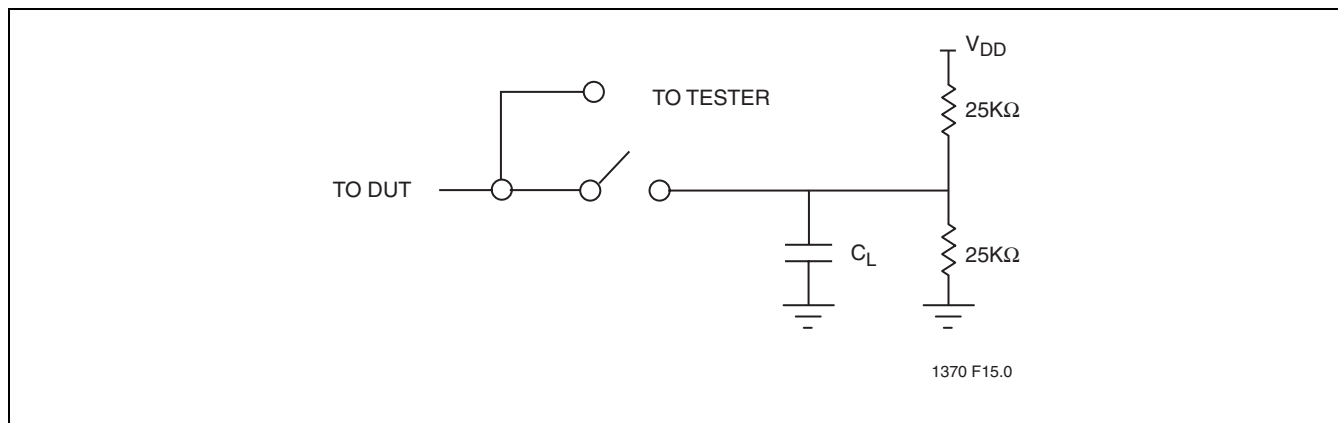 V_DD
25KΩ
TO TESTER
TO DUT
25KΩ
C_L
1370 F15.0